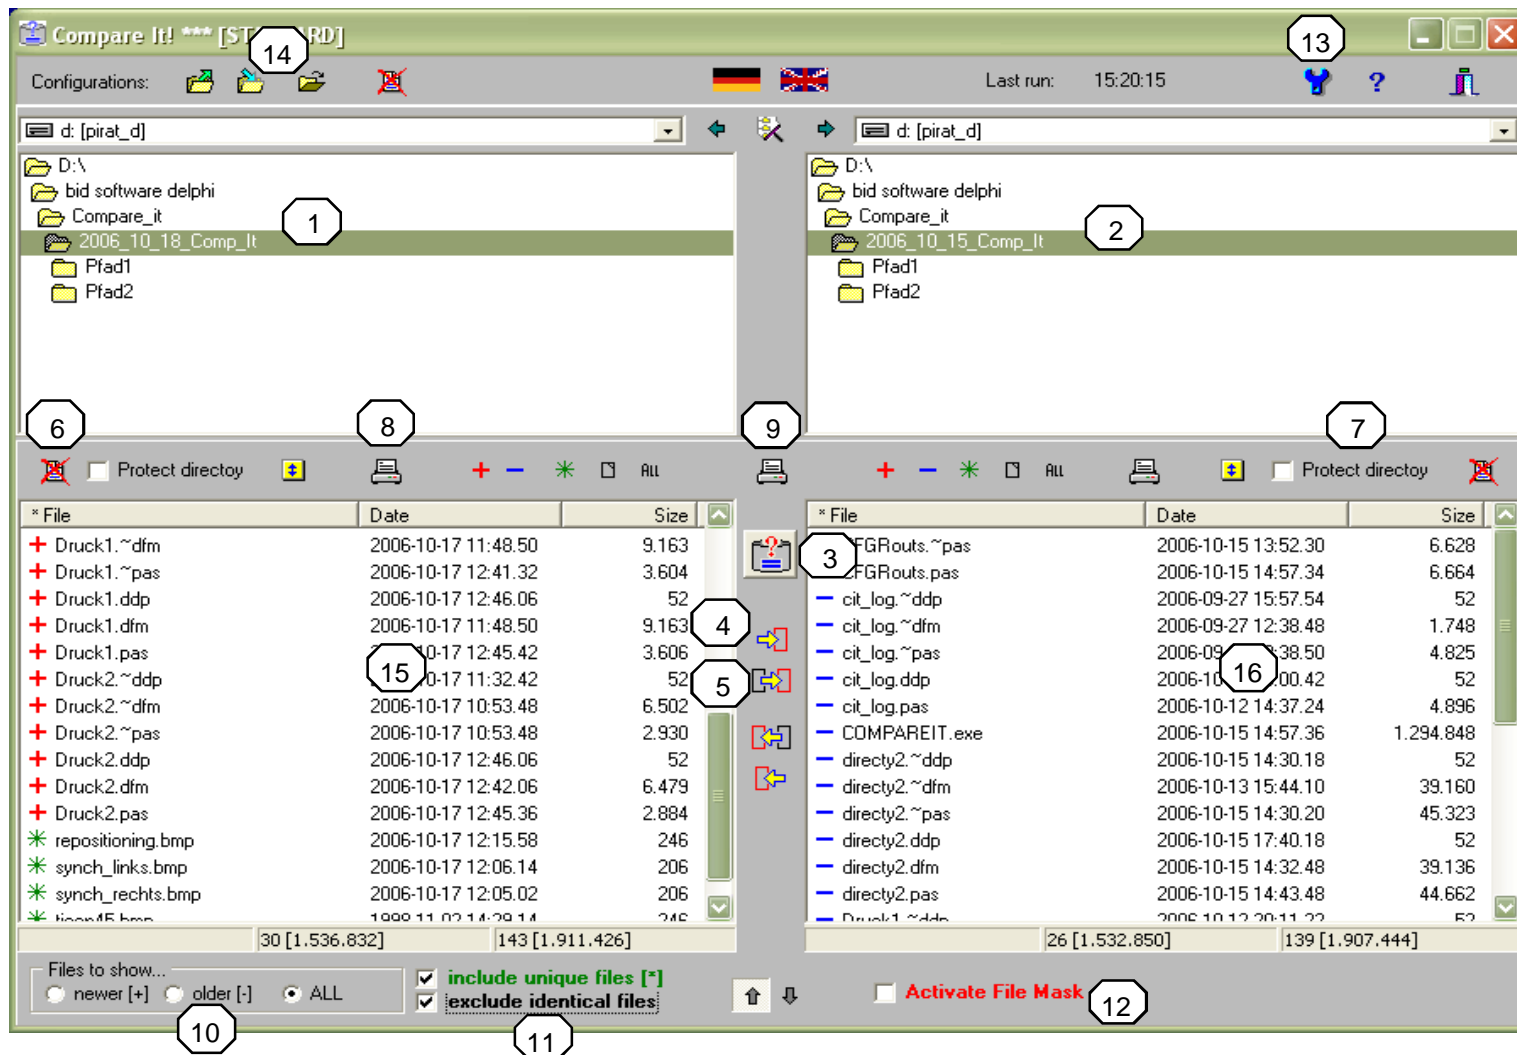 Compare It! *** [ST RD]
14
13
Configurations:
Last run: 15:20:15
?
d: [pirat_d]
d: [pirat_d]
D:\
bid software delphi
Compare_it
2006_10_18_Comp_It
Pfad1
Pfad2
1
D:\
bid software delphi
Compare_it
2006_10_15_Comp_It
Pfad1
Pfad2
2
6
8
9
7
Protect directoy
ALL
ALL
Protect directoy
* File Date Size
+ Druck1.~dfm 2006-10-17 11:48.50 9.163
+ Druck1.~pas 2006-10-17 12:41.32 3.604
+ Druck1.ddp 2006-10-17 12:46.06 52
+ Druck1.dfm 2006-10-17 11:48.50 9.163
+ Druck1.pas 12:45.42 3.606
+ Druck2.~ddp 11:32.42 52
+ Druck2.~dfm 2006-10-17 10:53.48 6.502
+ Druck2.~pas 2006-10-17 10:53.48 2.930
+ Druck2.ddp 2006-10-17 12:46.06 52
+ Druck2.dfm 2006-10-17 12:42.06 6.479
+ Druck2.pas 2006-10-17 12:45.36 2.884
* repositioning.bmp 2006-10-17 12:15.58 246
* synch_links.bmp 2006-10-17 12:06.14 206
* synch_rechts.bmp 2006-10-17 12:05.02 206
15
30 [1.536.832] 143 [1.911.426]
3
4
5
* File Date Size
FGRouts.~pas 2006-10-15 13:52.30 6.628
FGRouts.pas 2006-10-15 14:57.34 6.664
– cit_log.~ddp 2006-09-27 15:57.54 52
– cit_log.~dfm 2006-09-27 12:38.48 1.748
– cit_log.~pas 38.50 4.825
– cit_log.ddp 00.42 52
– cit_log.pas 2006-10-12 14:37.24 4.896
– COMPAREIT.exe 2006-10-15 14:57.36 1.294.848
– directy2.~ddp 2006-10-15 14:30.18 52
– directy2.~dfm 2006-10-13 15:44.10 39.160
– directy2.~pas 2006-10-15 14:30.20 45.323
– directy2.ddp 2006-10-15 17:40.18 52
– directy2.dfm 2006-10-15 14:32.48 39.136
– directy2.pas 2006-10-15 14:43.48 44.662
16
26 [1.532.850] 139 [1.907.444]
Files to show...
newer [+] older [-] ALL
include unique files [*]
exclude identical files
Activate File Mask
10
11
12